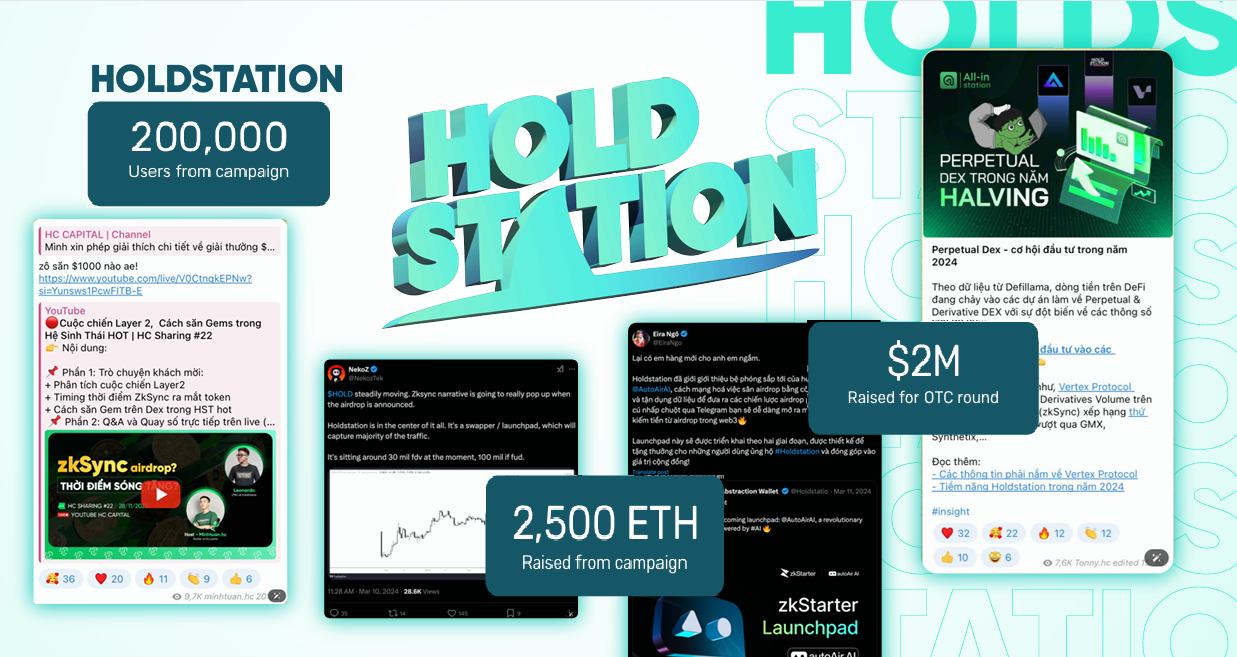 HOLDSTATION
200,000
Users from campaign
HOLD
STATION
HC CAPITAL | Channel
Mình xin phép giải thích chi tiết về giải thưởng $...
zô săn $1000 nào ae!
https://www.youtube.com/live/V0CtnqkEPNw?
si=Yunsws1PcwFITB-E
YouTube
🔴Cuộc chiến Layer 2, Cách săn Gems trong
Hệ Sinh Thái HOT | HC Sharing #22
👉 Nội dung:
📌 Phần 1: Trò chuyện khách mời:
+ Phân tích cuộc chiến Layer2
+ Timing thời điểm ZkSync ra mắt token
+ Cách săn Gem trên Dex trong HST hot
📌 Phần 2: Q&A và Quay số trực tiếp trên live (...
zkSync airdrop?
THỜI ĐIỂM SÓNG TĂNG?
HC SHARING #22 - 28/11/
YOUTUBE HC CAPITAL
Leonardo
Host - Minhtuan.hc
🥰 36 ❤️ 20 🔥 11 👏 9 👍 6
9,7K minhtuan.hc 20
NekoZ
@NekozTek
$HOLD steadily moving. Zksync narrative is going to really pop up when
the airdrop is announced.
Holdstation is in the center of it all. It's a swapper / launchpad, which will
capture majority of the traffic.
It's sitting around 30 mil fdv at the moment, 100 mil if fud.
11:28 AM · Mar 10, 2024 · 28.6K Views
35 14 145 9
2,500 ETH
Raised from campaign
Eira Ngô
@EiraNgo
Lại có em hàng mới cho anh em ngắm.
Holdstation đã giới giới thiệu bệ phóng sắp tới của
@AutoAirAI, cách mạng hoá việc săn airdrop bằng
và tận dụng dữ liệu để đưa ra các chiến lược airdrop
cú nhấp chuột qua Telegram bạn sẽ dễ dàng mở ra
kiếm tiền từ airdrop trong web3🔥
Launchpad này sẽ được triển khai theo hai giai đoạn, được thiết kế để
tặng thưởng cho những người dùng ủng hộ #Holdstation và đóng góp vào
giá trị cộng đồng!
Translate post
bstraction Wallet @Holdstatio · Mar 11, 2024
coming launchpad: @AutoAirAI, a revolutionary
owered by #AI 🔥
zkStarter autoAir AI
zkStarter
Launchpad
autoAir AI
$2M
Raised for OTC round
HOLDS
STATIO
All-in
station
HOLD
STATION
PERPETUAL
DEX TRONG NĂM
HALVING
Perpetual Dex - cơ hội đầu tư trong năm
2024
Theo dữ liệu từ Defillama, dòng tiền trên DeFi
đang chảy vào các dự án làm về Perpetual &
Derivative DEX với sự đột biến về các thông số
đầu tư vào các
như, Vertex Protocol
Derivatives Volume trên
(zkSync) xếp hạng thứ
vượt qua GMX,
Synthetix,...
Đọc thêm:
- Các thông tin phải nắm về Vertex Protocol
- Tiềm năng Holdstation trong năm 2024
#insight
❤️ 32 🥰 22 🔥 12 👏 12
👍 10 😄 6
7,6K Tonny.hc edited 1